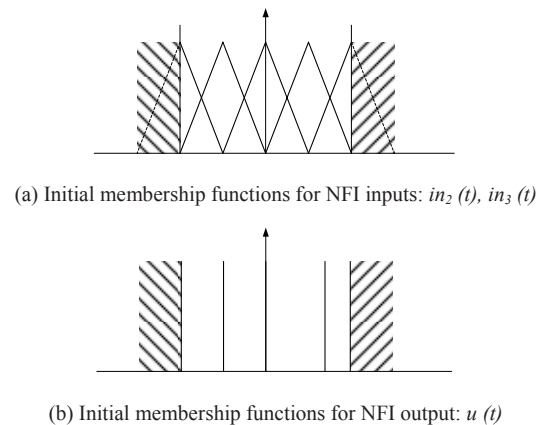 (a) Initial membership functions for NFI inputs: in₂ (t), in₃ (t)
(b) Initial membership functions for NFI output: u (t)